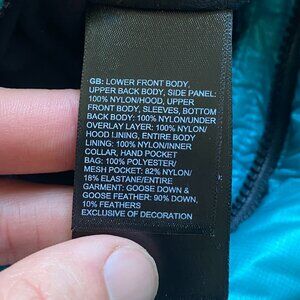 GB: LOWER FRONT BODY,
UPPER BACK BODY, SIDE PANEL:
100% NYLON/HOOD, UPPER
FRONT BODY, SLEEVES, BOTTOM
BACK BODY: 100% NYLON/UNDER
OVERLAY LAYER: 100% NYLON/
HOOD LINING, ENTIRE BODY
LINING: 100% NYLON/INNER
COLLAR, HAND POCKET
BAG: 100% POLYESTER/
MESH POCKET: 82% NYLON/
18% ELASTANE/ENTIRE
GARMENT: GOOSE DOWN &
GOOSE FEATHER: 90% DOWN,
10% FEATHERS
EXCLUSIVE OF DECORATION